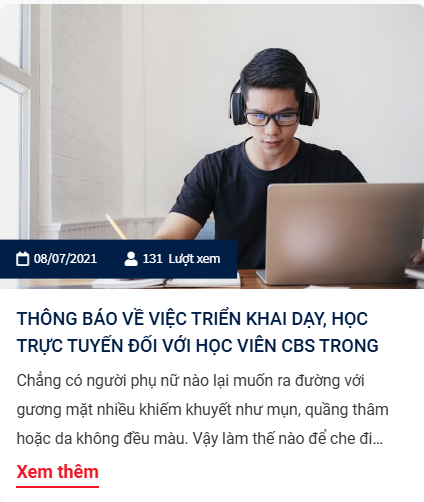 08/07/2021 131 Lượt xem
THÔNG BÁO VỀ VIỆC TRIỂN KHAI DẠY, HỌC
TRỰC TUYẾN ĐỐI VỚI HỌC VIÊN CBS TRONG
Chẳng có người phụ nữ nào lại muốn ra đường với
gương mặt nhiều khiếm khuyết như mụn, quầng thâm
hoặc da không đều màu. Vậy làm thế nào để che đi...
Xem thêm